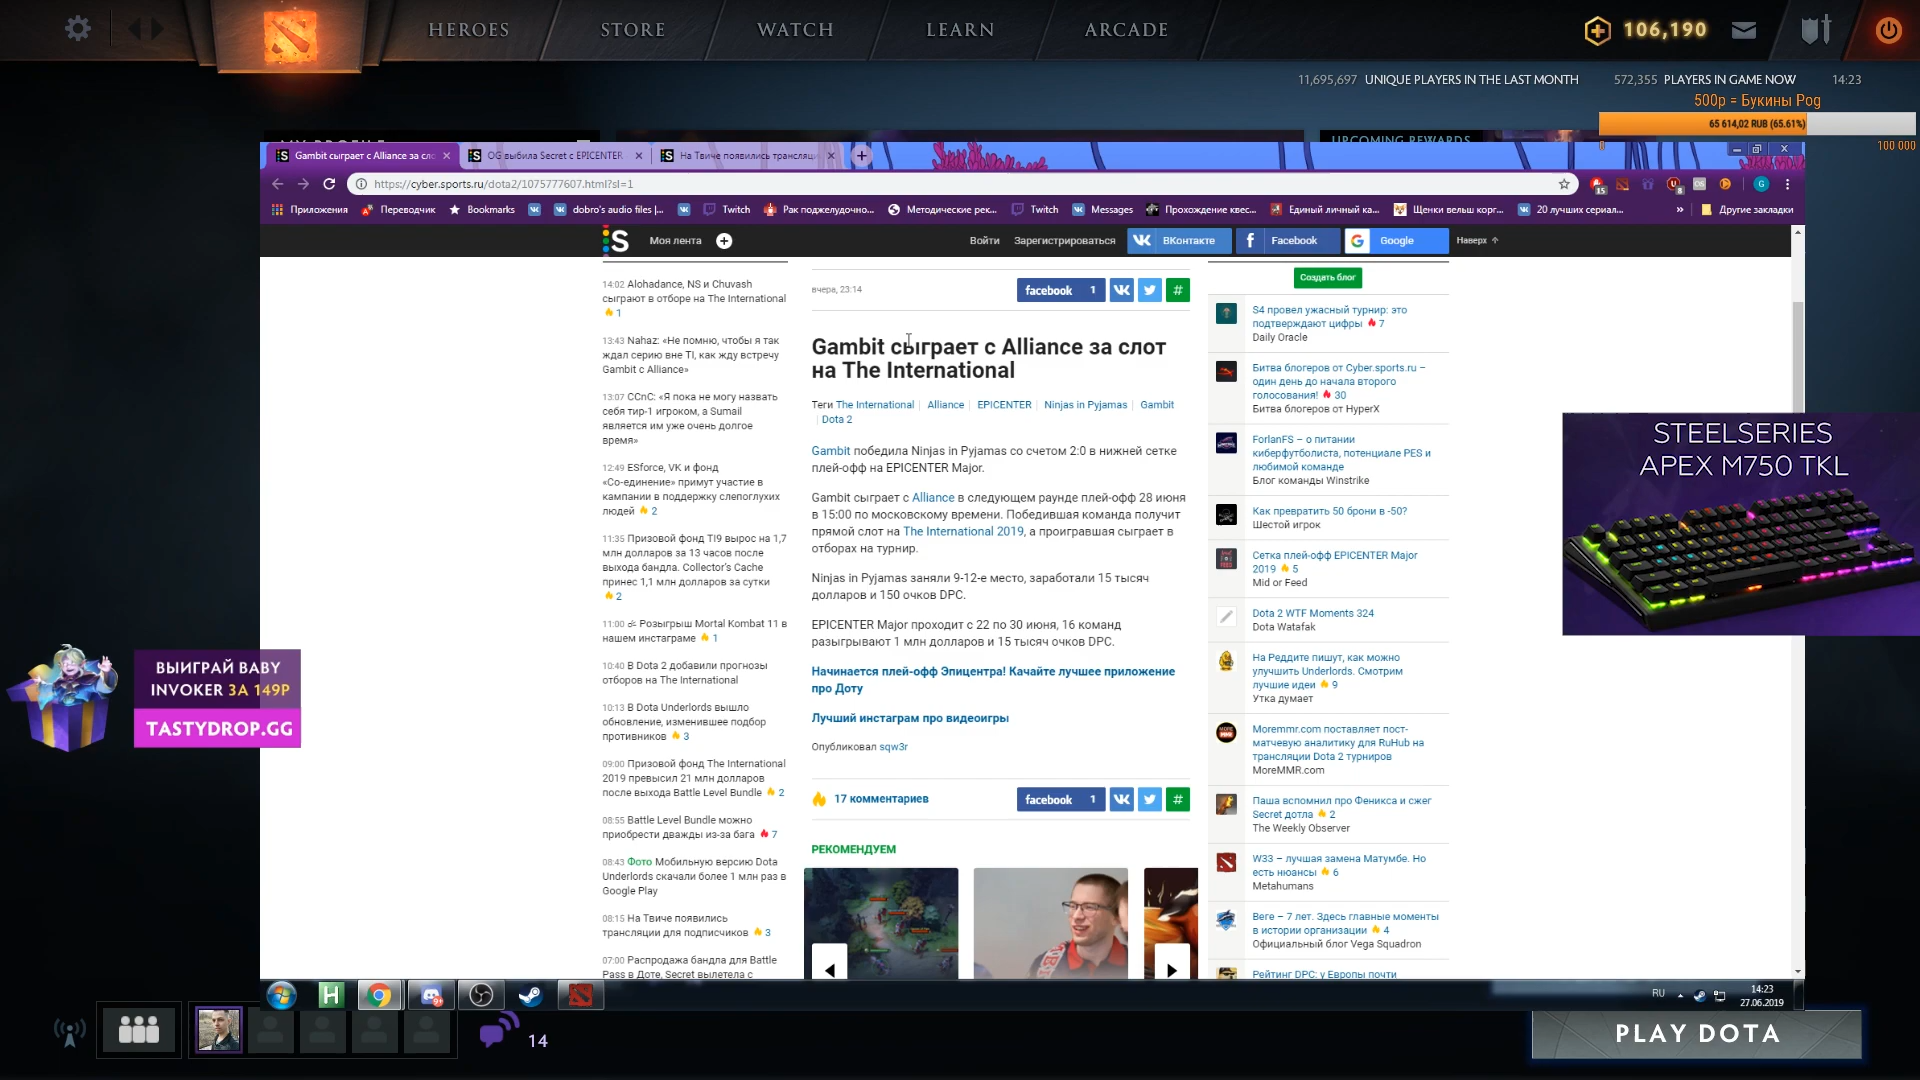 HEROES
STORE
WATCH
LEARN
ARCADE
106,190
11,695,697 UNIQUE PLAYERS IN THE LAST MONTH
572,355 PLAYERS IN GAME NOW
14:23
500р = Букины Pog
65 614,02 RUB (65.61%)
0
100 000
MY PROFILE
UPCOMING REWARDS
Gambit сыграет с Alliance за сло
OG выбила Secret с EPICENTER
На Твиче появились трансляци
https://cyber.sports.ru/dota2/1075777607.html?sl=1
Приложения
Переводчик
Bookmarks
dobro's audio files |...
Twitch
Рак поджелудочно...
Методические рек...
Twitch
Messages
Прохождение квес...
Единый личный ка...
Щенки вельш корг...
20 лучших сериал...
»
Другие закладки
S
Моя лента
Войти
Зарегистрироваться
ВКонтакте
Facebook
Google
Наверх
14:02 Alohadance, NS и Chuvash
сыграют в отборе на The International
1
13:43 Nahaz: «Не помню, чтобы я так
ждал серию вне TI, как жду встречу
Gambit с Alliance»
13:07 CCnC: «Я пока не могу назвать
себя тир-1 игроком, а Sumail
является им уже очень долгое
время»
12:49 ESforce, VK и фонд
«Со-единение» примут участие в
кампании в поддержку слепоглухих
людей 2
11:35 Призовой фонд TI9 вырос на 1,7
млн долларов за 13 часов после
выхода бандла. Collector's Cache
принес 1,1 млн долларов за сутки
2
11:00 Розыгрыш Mortal Kombat 11 в
нашем инстаграме 1
10:40 В Dota 2 добавили прогнозы
отборов на The International
10:13 В Dota Underlords вышло
обновление, изменившее подбор
противников 3
09:00 Призовой фонд The International
2019 превысил 21 млн долларов
после выхода Battle Level Bundle 2
08:55 Battle Level Bundle можно
приобрести дважды из-за бага 7
08:43 Фото Мобильную версию Dota
Underlords скачали более 1 млн раз в
Google Play
08:15 На Твиче появились
трансляции для подписчиков 3
07:00 Распродажа бандла для Battle
Pass в Доте, Secret вылетела с
вчера, 23:14
facebook 1
#
Gambit сыграет с Alliance за слот
на The International
Теги The International | Alliance | EPICENTER | Ninjas in Pyjamas | Gambit
| Dota 2
Gambit победила Ninjas in Pyjamas со счетом 2:0 в нижней сетке
плей-офф на EPICENTER Major.
Gambit сыграет с Alliance в следующем раунде плей-офф 28 июня
в 15:00 по московскому времени. Победившая команда получит
прямой слот на The International 2019, а проигравшая сыграет в
отборах на турнир.
Ninjas in Pyjamas заняли 9-12-е место, заработали 15 тысяч
долларов и 150 очков DPC.
EPICENTER Major проходит с 22 по 30 июня, 16 команд
разыгрывают 1 млн долларов и 15 тысяч очков DPC.
Начинается плей-офф Эпицентра! Качайте лучшее приложение
про Доту
Лучший инстаграм про видеоигры
Опубликовал sqw3r
17 комментариев
facebook 1
#
РЕКОМЕНДУЕМ
Создать блог
S4 провел ужасный турнир: это
подтверждают цифры 7
Daily Oracle
Битва блогеров от Cyber.sports.ru –
один день до начала второго
голосования! 30
Битва блогеров от HyperX
ForlanFS – о питании
киберфутболиста, потенциале PES и
любимой команде
Блог команды Winstrike
Как превратить 50 брони в -50?
Шестой игрок
Сетка плей-офф EPICENTER Major
2019 5
Mid or Feed
Dota 2 WTF Moments 324
Dota Watafak
На Реддите пишут, как можно
улучшить Underlords. Смотрим
лучшие идеи 9
Утка думает
Moremmr.com поставляет пост-
матчевую аналитику для RuHub на
трансляции Dota 2 турниров
MoreMMR.com
Паша вспомнил про Феникса и сжег
Secret дотла 2
The Weekly Observer
W33 – лучшая замена Матумбе. Но
есть нюансы 6
Metahumans
Веге – 7 лет. Здесь главные моменты
в истории организации 4
Официальный блог Vega Squadron
Рейтинг DPC: у Европы почти
STEELSERIES
APEX M750 TKL
ВЫИГРАЙ BABY
INVOKER ЗА 149Р
TASTYDROP.GG
RU
14:23
27.06.2019
14
PLAY DOTA